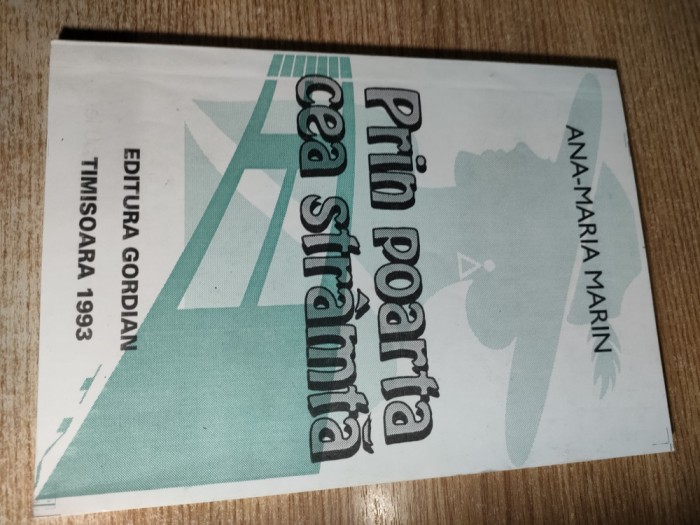 ANA-MARIA MARIN
Prin poarta
cea strâmtă
EDITURA GORDIAN
TIMISOARA 1993